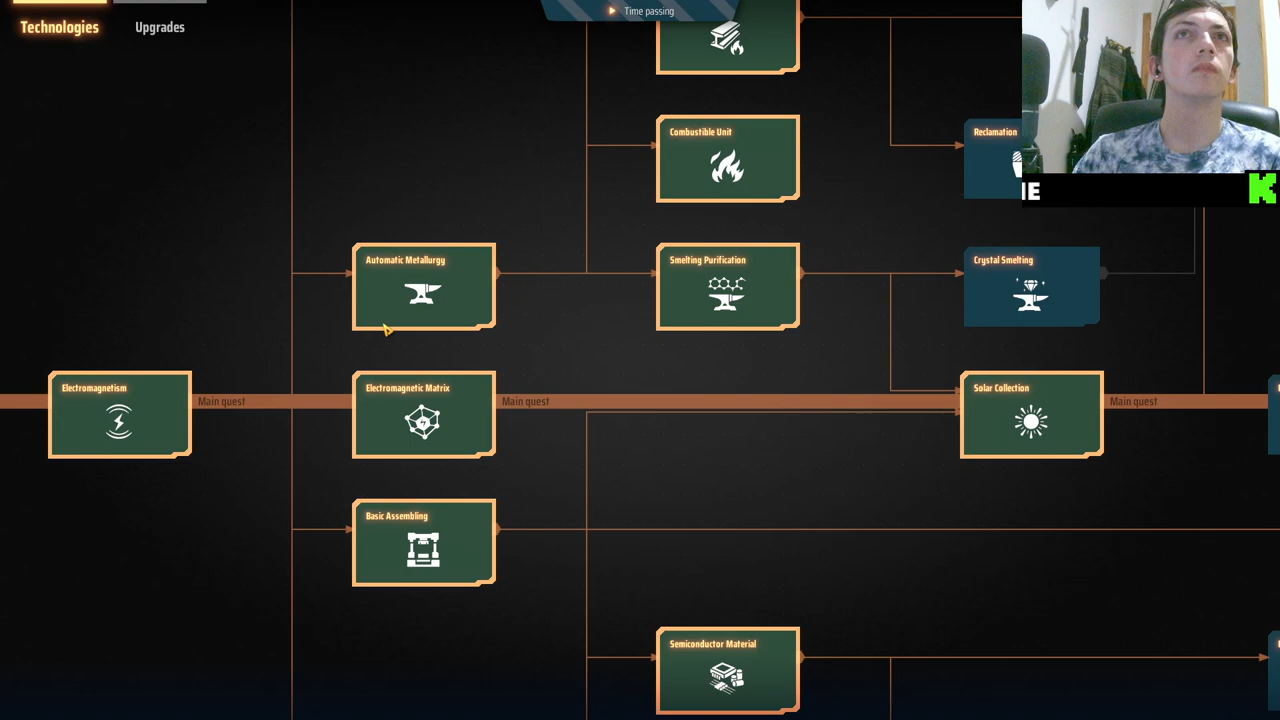 Technologies
Upgrades
Time passing
Combustible Unit
Reclamation
IE
Automatic Metallurgy
Smelting Purification
Crystal Smelting
Electromagnetism
Main quest
Electromagnetic Matrix
Main quest
Solar Collection
Main quest
Basic Assembling
Semiconductor Material